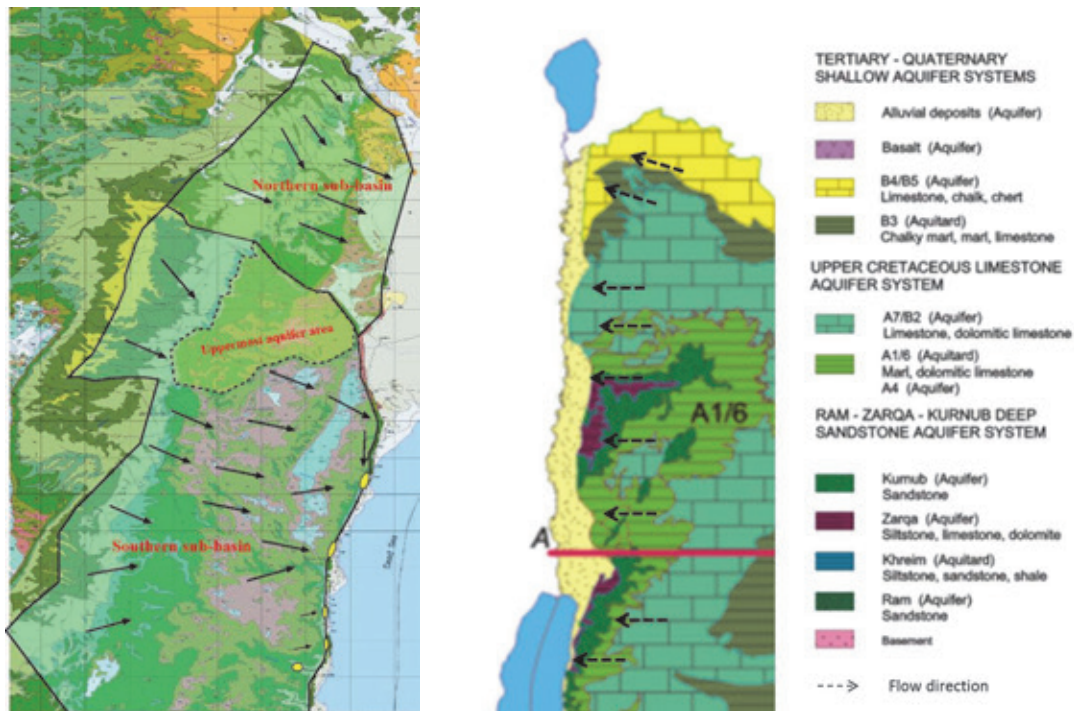 Northern sub-basin
Uppermost aquifer area
Southern sub-basin
Dead Sea
A1/6
A
TERTIARY - QUATERNARY
SHALLOW AQUIFER SYSTEMS
Alluvial deposits (Aquifer)
Basalt (Aquifer)
B4/B5 (Aquifer)
Limestone, chalk, chert
B3 (Aquitard)
Chalky marl, marl, limestone
UPPER CRETACEOUS LIMESTONE
AQUIFER SYSTEM
A7/B2 (Aquifer)
Limestone, dolomitic limestone
A1/6 (Aquitard)
Marl, dolomitic limestone
A4 (Aquifer)
RAM - ZARQA - KURNUB DEEP
SANDSTONE AQUIFER SYSTEM
Kurnub (Aquifer)
Sandstone
Zarqa (Aquifer)
Siltstone, limestone, dolomite
Khreim (Aquitard)
Siltstone, sandstone, shale
Ram (Aquifer)
Sandstone
Basement
Flow direction